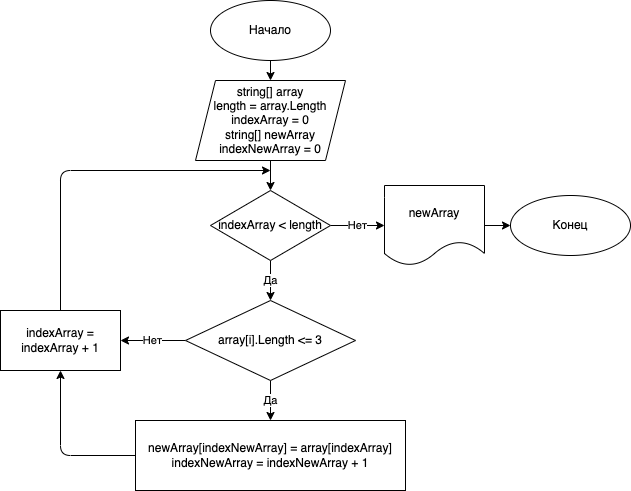 Начало
string[] array
length = array.Length
indexArray = 0
string[] newArray
indexNewArray = 0
indexArray < length
Нет
newArray
Конец
Да
array[i].Length <= 3
Нет
indexArray =
indexArray + 1
Да
newArray[indexNewArray] = array[indexArray]
indexNewArray = indexNewArray + 1